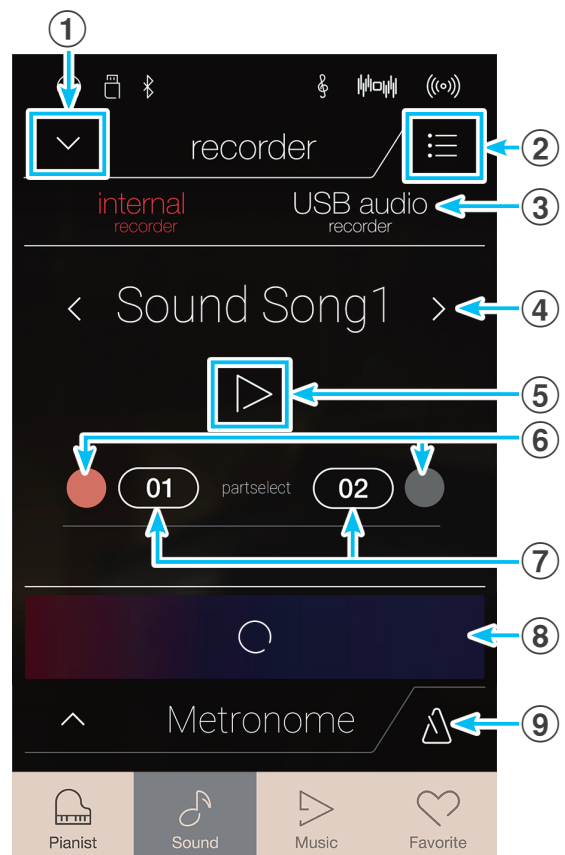 ①
recorder
②
internal
recorder
USB audio
recorder
③
Sound Song1
④
⑤
⑥
01 partselect 02
⑦
⑧
Metronome
⑨
Pianist Sound Music Favorite